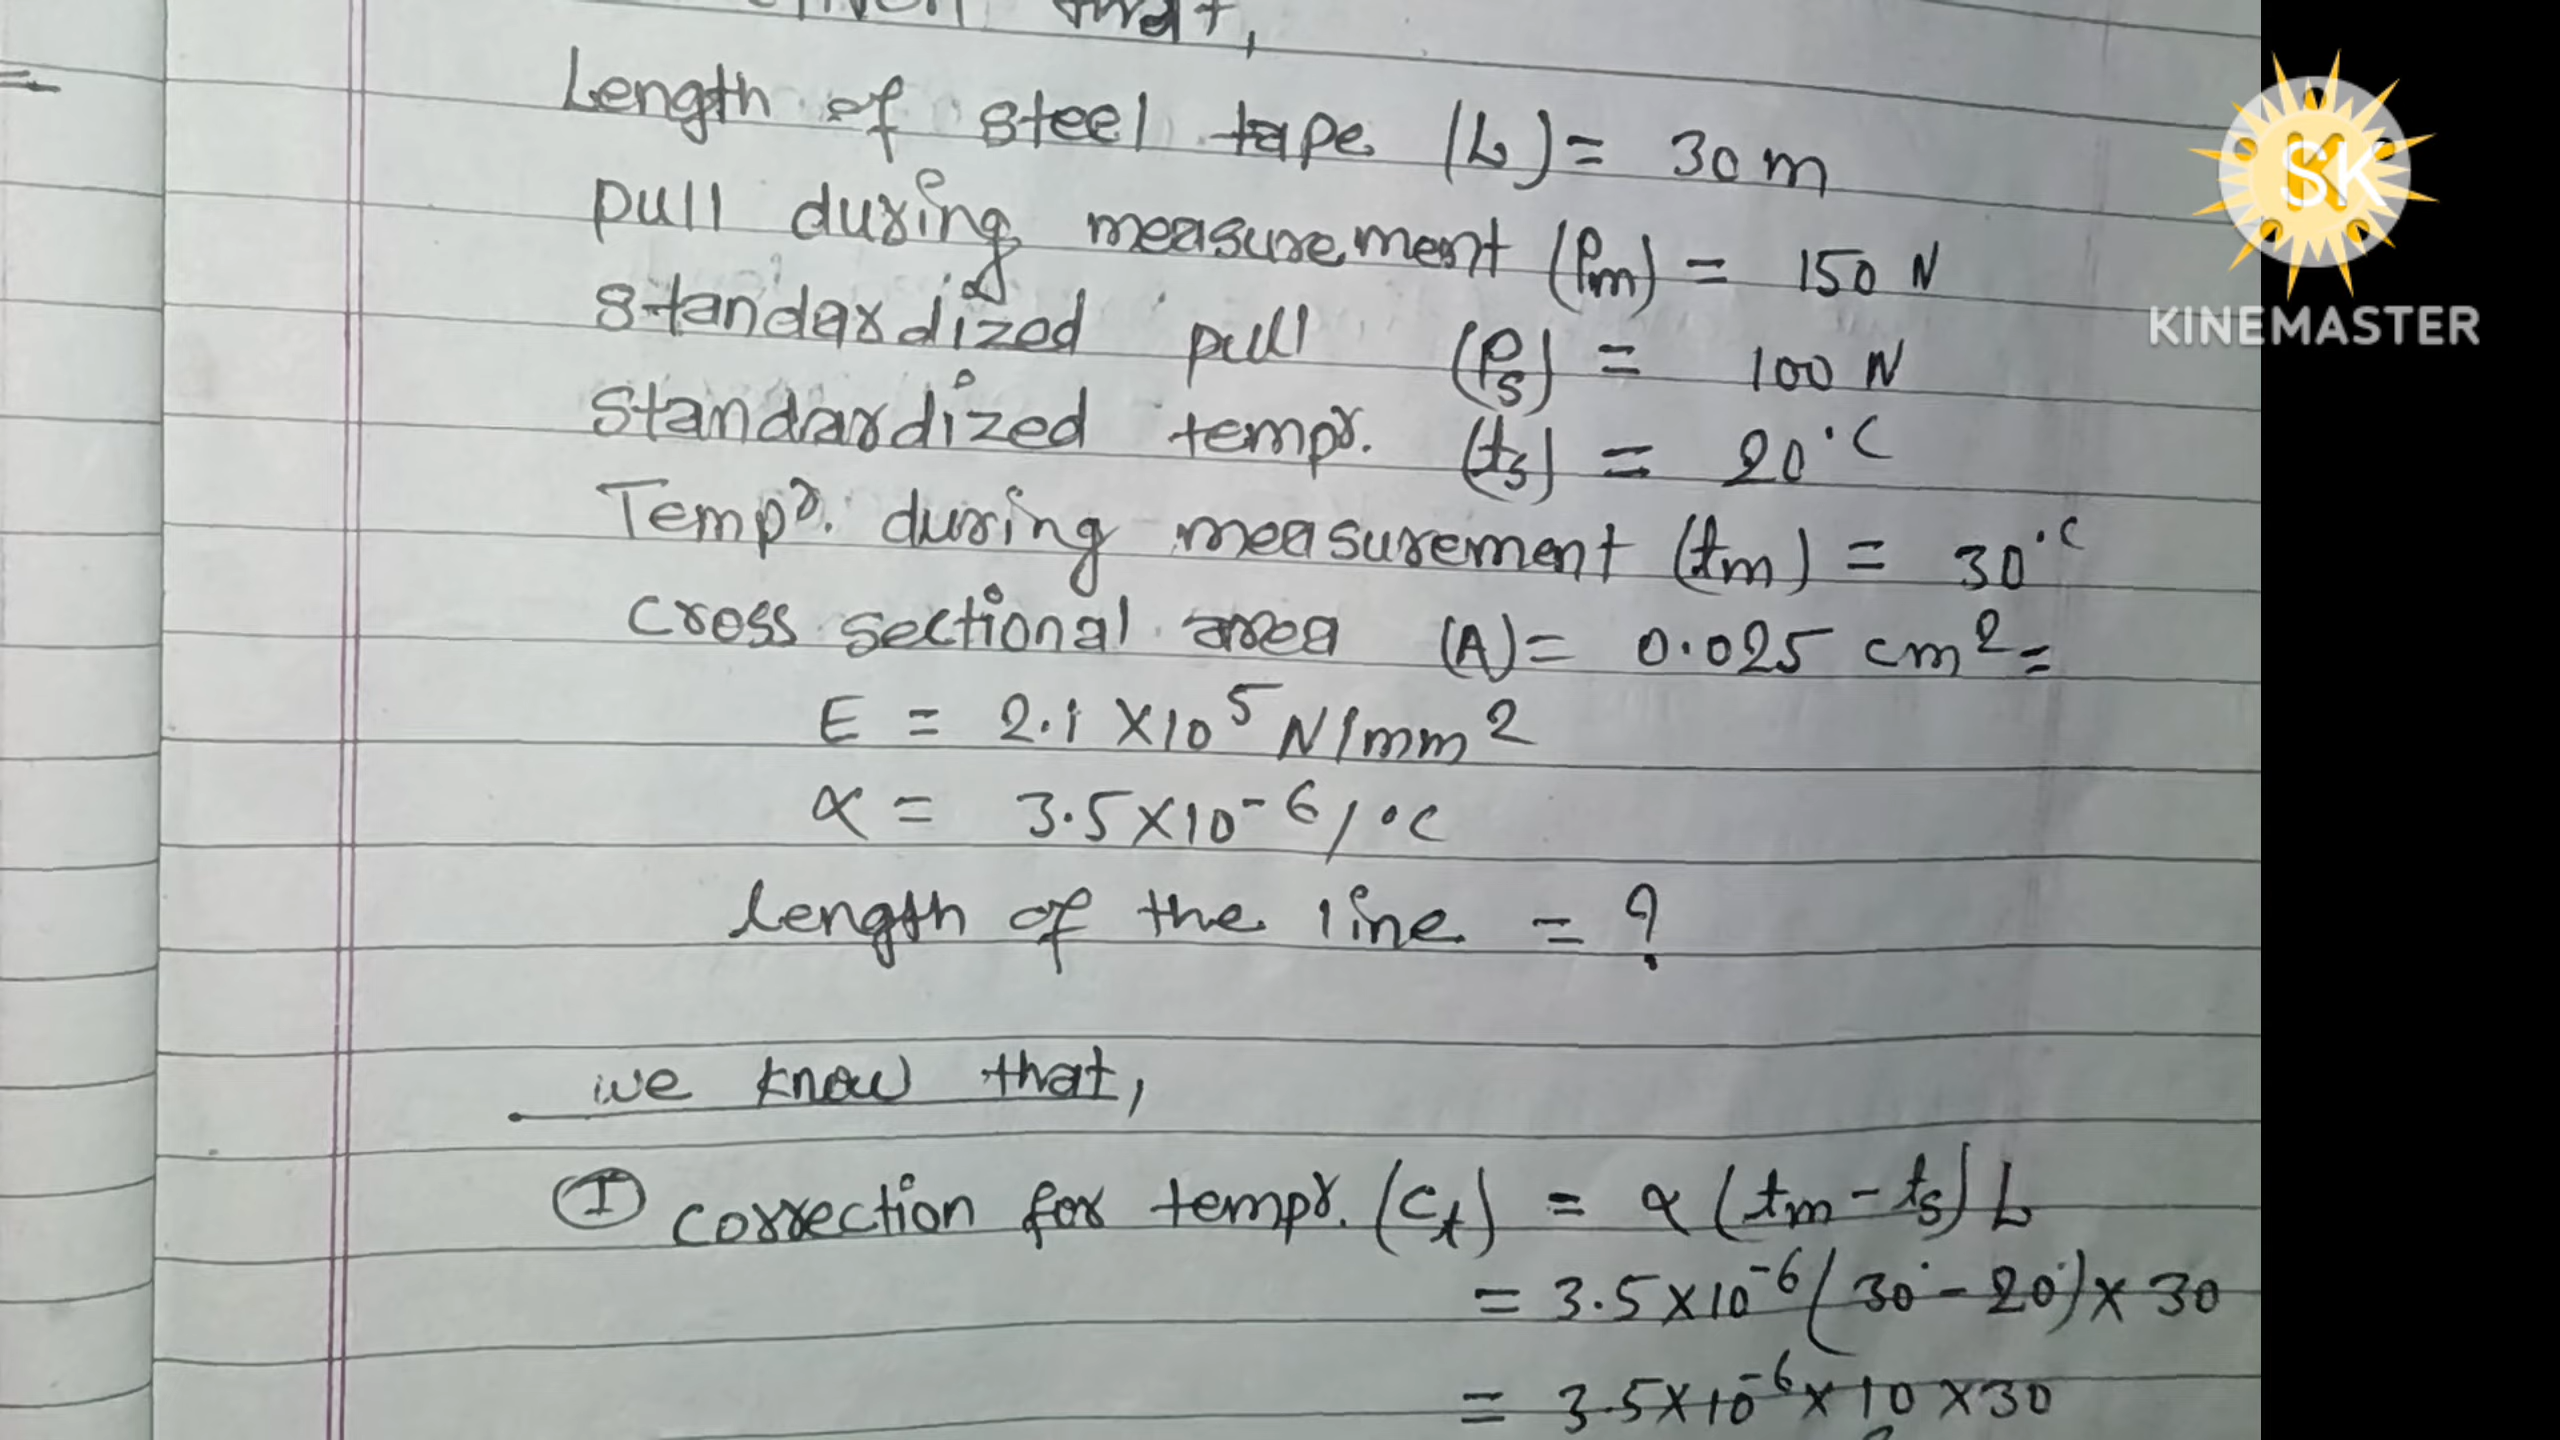 that,
Length of steel tape (L) = 30 m
pull during measurement (Pm) = 150 N
standardized pull (Ps) = 100 N
standardized tempr. (ts) = 20°C
Tempr. during measurement (tm) = 30°C
cross sectional area (A) = 0.025 cm² =
E = 2.1 × 10⁵ N/mm²
α = 3.5 × 10⁻⁶/°C
length of the line = ?
we know that,
① correction for tempr. (Ct) = α (tm - ts) L
= 3.5 × 10⁻⁶ (30° - 20°) × 30
= 3.5 × 10⁻⁶ × 10 × 30
SK
KINEMASTER